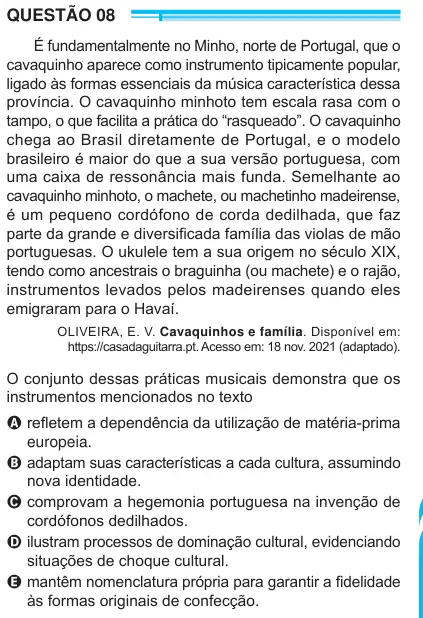 QUESTÃO 08
É fundamentalmente no Minho, norte de Portugal, que o
cavaquinho aparece como instrumento tipicamente popular,
ligado às formas essenciais da música característica dessa
província. O cavaquinho minhoto tem escala rasa com o
tampo, o que facilita a prática do “rasqueado”. O cavaquinho
chega ao Brasil diretamente de Portugal, e o modelo
brasileiro é maior do que a sua versão portuguesa, com
uma caixa de ressonância mais funda. Semelhante ao
cavaquinho minhoto, o machete, ou machetinho madeirense,
é um pequeno cordófono de corda dedilhada, que faz
parte da grande e diversificada família das violas de mão
portuguesas. O ukulele tem a sua origem no século XIX,
tendo como ancestrais o braguinha (ou machete) e o rajão,
instrumentos levados pelos madeirenses quando eles
emigraram para o Havaí.
OLIVEIRA, E. V. Cavaquinhos e família. Disponível em:
https://casadaguitarra.pt. Acesso em: 18 nov. 2021 (adaptado).
O conjunto dessas práticas musicais demonstra que os
instrumentos mencionados no texto
A refletem a dependência da utilização de matéria-prima
europeia.
B adaptam suas características a cada cultura, assumindo
nova identidade.
C comprovam a hegemonia portuguesa na invenção de
cordófonos dedilhados.
D ilustram processos de dominação cultural, evidenciando
situações de choque cultural.
E mantêm nomenclatura própria para garantir a fidelidade
às formas originais de confecção.